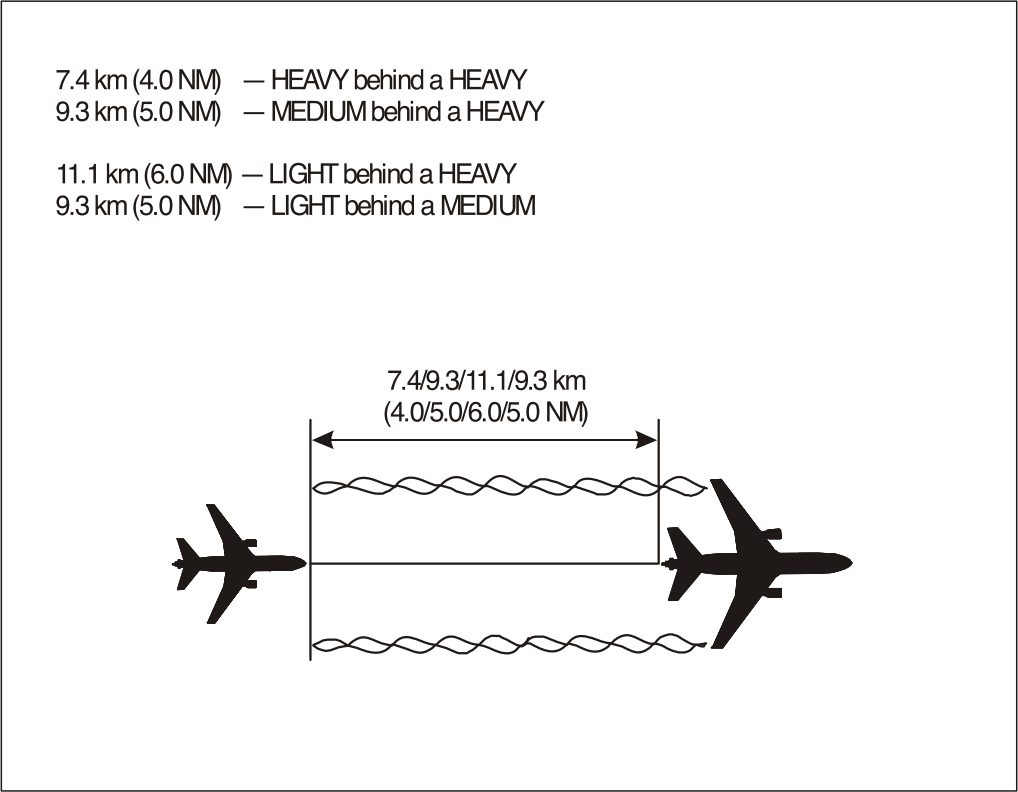 7.4 km (4.0 NM) — HEAVY behind a HEAVY
9.3 km (5.0 NM) — MEDIUM behind a HEAVY
11.1 km (6.0 NM) — LIGHT behind a HEAVY
9.3 km (5.0 NM) — LIGHT behind a MEDIUM
7.4/9.3/11.1/9.3 km
(4.0/5.0/6.0/5.0 NM)